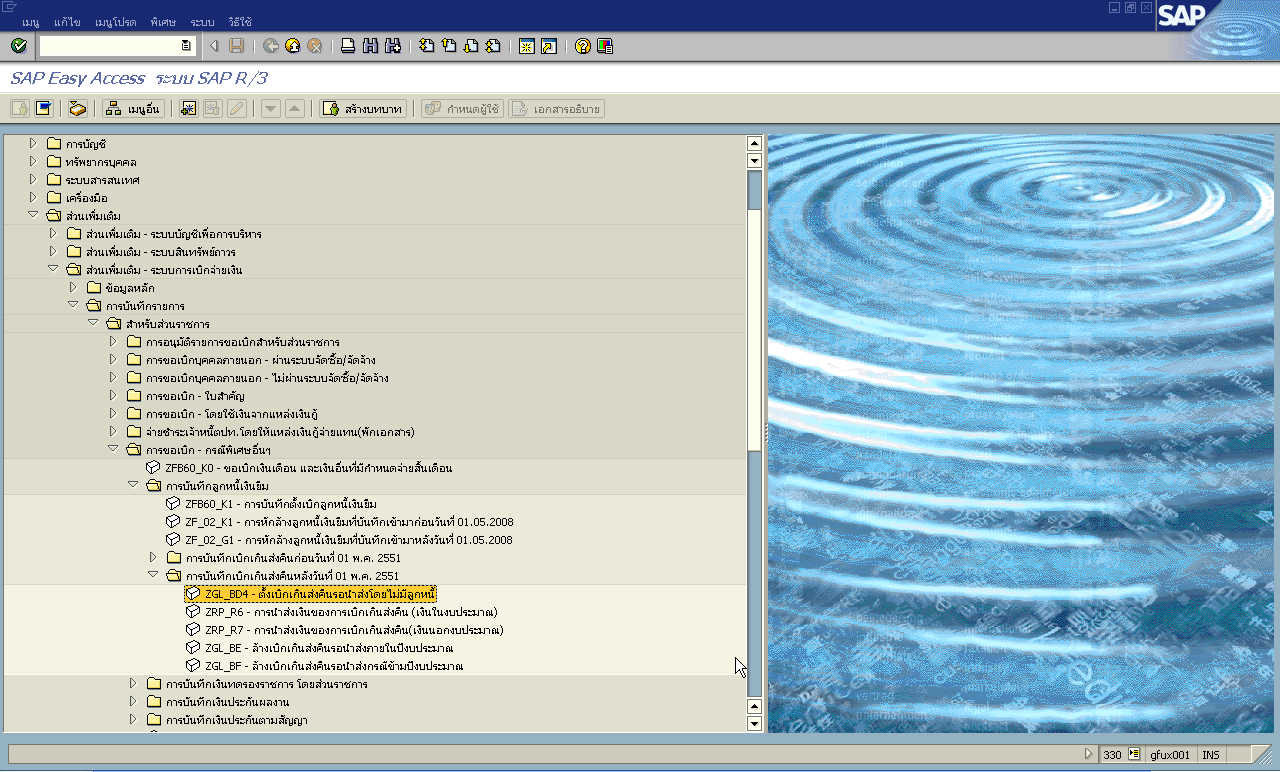 เมนู แก้ไข เมนูโปรด พิเศษ ระบบ วิธีใช้
SAP
SAP Easy Access ระบบ SAP R/3
เมนูอื่น สร้างบทบาท กำหนดผู้ใช้ เอกสารอธิบาย
การบัญชี
ทรัพยากรบุคคล
ระบบสารสนเทศ
เครื่องมือ
ส่วนเพิ่มเติม
ส่วนเพิ่มเติม - ระบบบัญชีเพื่อการบริหาร
ส่วนเพิ่มเติม - ระบบสินทรัพย์ถาวร
ส่วนเพิ่มเติม - ระบบการเบิกจ่ายเงิน
ข้อมูลหลัก
การบันทึกรายการ
สำหรับส่วนราชการ
การอนุมัติรายการขอเบิกสำหรับส่วนราชการ
การขอเบิกบุคคลภายนอก - ผ่านระบบจัดซื้อ/จัดจ้าง
การขอเบิกบุคคลภายนอก - ไม่ผ่านระบบจัดซื้อ/จัดจ้าง
การขอเบิก - ใบสำคัญ
การขอเบิก - โดยใช้เงินจากแหล่งเงินกู้
จ่ายชำระเจ้าหนี้ตปท.โดยให้แหล่งเงินกู้จ่ายแทน(พักเอกสาร)
การขอเบิก - กรณีพิเศษอื่นๆ
ZFB60_K0 - ขอเบิกเงินเดือน และเงินอื่นที่มีกำหนดจ่ายสิ้นเดือน
การบันทึกลูกหนี้เงินยืม
ZFB60_K1 - การบันทึกตั้งเบิกลูกหนี้เงินยืม
ZF_02_K1 - การหักล้างลูกหนี้เงินยืมที่บันทึกเข้ามาก่อนวันที่ 01.05.2008
ZF_02_G1 - การหักล้างลูกหนี้เงินยืมที่บันทึกเข้ามาหลังวันที่ 01.05.2008
การบันทึกเบิกเกินส่งคืนก่อนวันที่ 01 พ.ค. 2551
การบันทึกเบิกเกินส่งคืนหลังวันที่ 01 พ.ค. 2551
ZGL_BD4 - ตั้งเบิกเกินส่งคืนรอนำส่งโดยไม่มีลูกหนี้
ZRP_R6 - การนำส่งเงินของการเบิกเกินส่งคืน (เงินในงบประมาณ)
ZRP_R7 - การนำส่งเงินของการเบิกเกินส่งคืน(เงินนอกงบประมาณ)
ZGL_BE - ล้างเบิกเกินส่งคืนรอนำส่งภายในปีงบประมาณ
ZGL_BF - ล้างเบิกเกินส่งคืนรอนำส่งกรณีข้ามปีงบประมาณ
การบันทึกเงินทดรองราชการ โดยส่วนราชการ
การบันทึกเงินประกันผลงาน
การบันทึกเงินประกันตามสัญญา
330 gfux001 INS